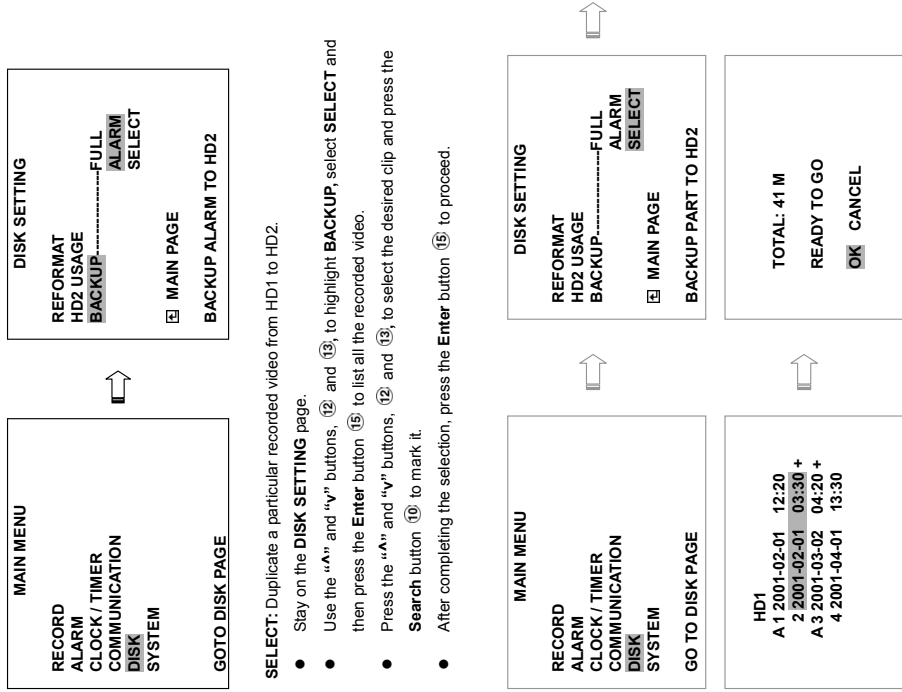 MAIN MENU
RECORD
ALARM
CLOCK / TIMER
COMMUNICATION
DISK
SYSTEM
GOTO DISK PAGE
DISK SETTING
REFORMAT
HD2 USAGE
BACKUP----------------FULL
ALARM
SELECT
MAIN PAGE
BACKUP ALARM TO HD2
SELECT: Duplicate a particular recorded video from HD1 to HD2.
● Stay on the DISK SETTING page.
● Use the “^” and “v” buttons, ⑫ and ⑬, to highlight BACKUP, select SELECT and
then press the Enter button ⑮ to list all the recorded video.
● Press the “^” and “v” buttons, ⑫ and ⑬, to select the desired clip and press the
Search button ⑩ to mark it.
● After completing the selection, press the Enter button ⑮ to proceed.
MAIN MENU
RECORD
ALARM
CLOCK / TIMER
COMMUNICATION
DISK
SYSTEM
GO TO DISK PAGE
DISK SETTING
REFORMAT
HD2 USAGE
BACKUP----------------FULL
ALARM
SELECT
MAIN PAGE
BACKUP PART TO HD2
HD1
A 1 2001-02-01 12:20
2 2001-02-01 03:30 +
A 3 2001-03-02 04:20 +
4 2001-04-01 13:30
TOTAL: 41 M
READY TO GO
OK CANCEL